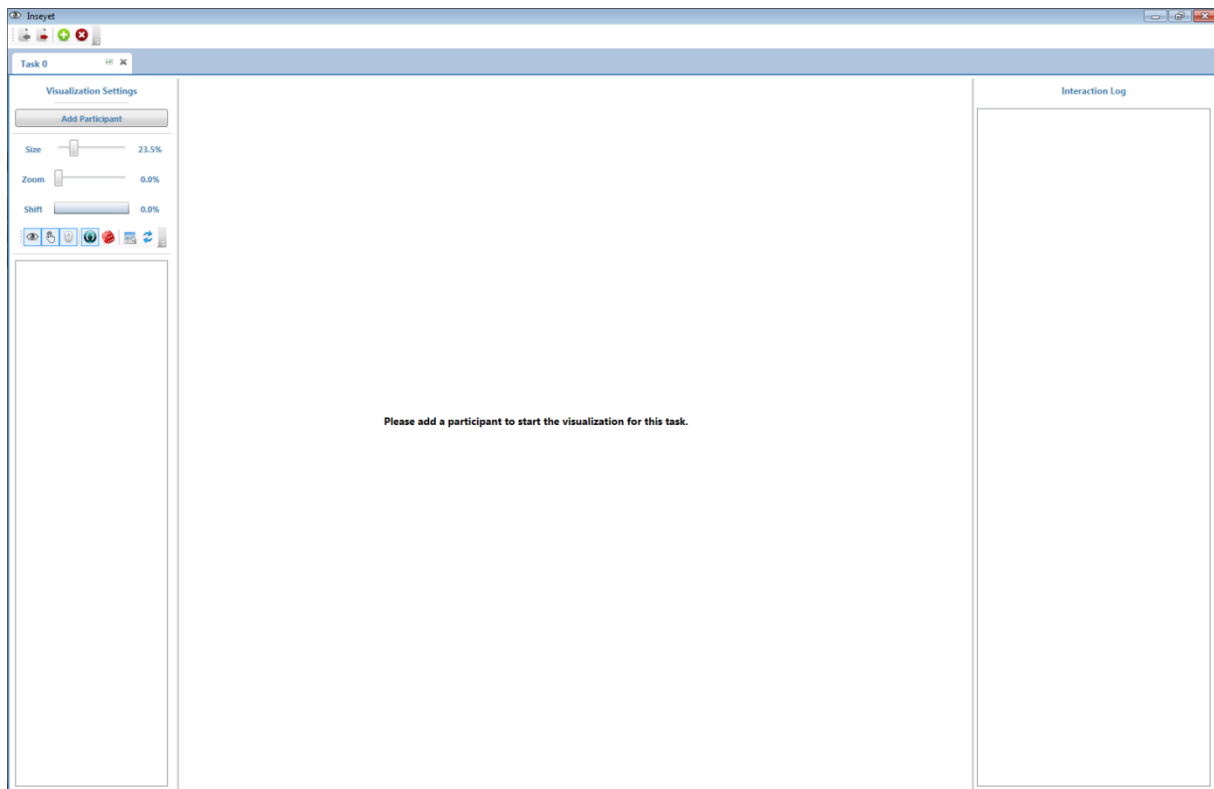 Inseyet
Task 0
Visualization Settings
Add Participant
Size 23.5%
Zoom 0.0%
Shift 0.0%
Please add a participant to start the visualization for this task.
Interaction Log